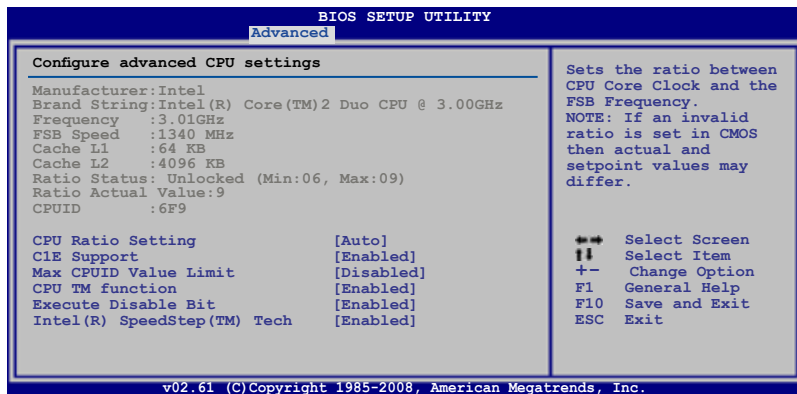 BIOS SETUP UTILITY
Advanced
Configure advanced CPU settings
Manufacturer:Intel
Brand String:Intel(R) Core(TM)2 Duo CPU @ 3.00GHz
Frequency :3.01GHz
FSB Speed :1340 MHz
Cache L1 :64 KB
Cache L2 :4096 KB
Ratio Status: Unlocked (Min:06, Max:09)
Ratio Actual Value:9
CPUID :6F9
CPU Ratio Setting [Auto]
C1E Support [Enabled]
Max CPUID Value Limit [Disabled]
CPU TM function [Enabled]
Execute Disable Bit [Enabled]
Intel(R) SpeedStep(TM) Tech [Enabled]
Sets the ratio between
CPU Core Clock and the
FSB Frequency.
NOTE: If an invalid
ratio is set in CMOS
then actual and
setpoint values may
differ.
←→ Select Screen
↑↓ Select Item
+- Change Option
F1 General Help
F10 Save and Exit
ESC Exit
v02.61 (C)Copyright 1985-2008, American Megatrends, Inc.